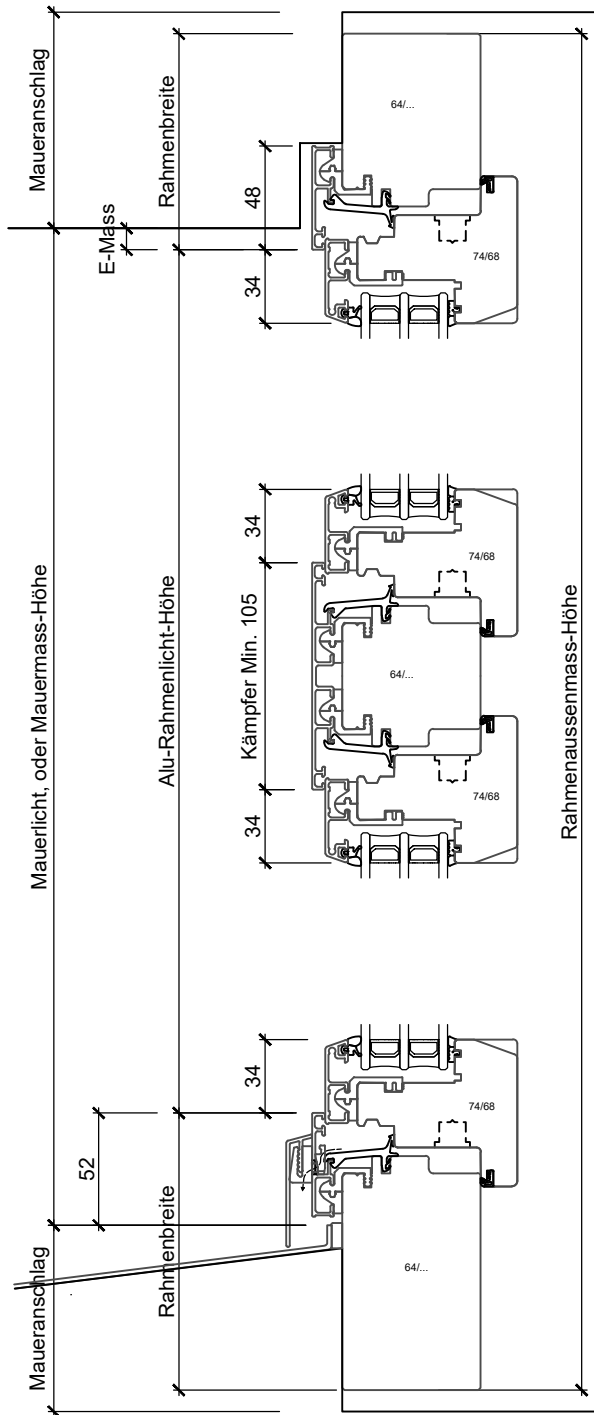 Maueranschlag
Rahmenbreite
64/...
48
E-Mass
34
74/68
34
74/68
Mauerlicht, oder Mauermass-Höhe
Alu-Rahmenlicht-Höhe
Kämpfer Min. 105
64/...
Rahmenaussenmass-Höhe
34
74/68
34
74/68
52
Maueranschlag
Rahmenbreite
64/...